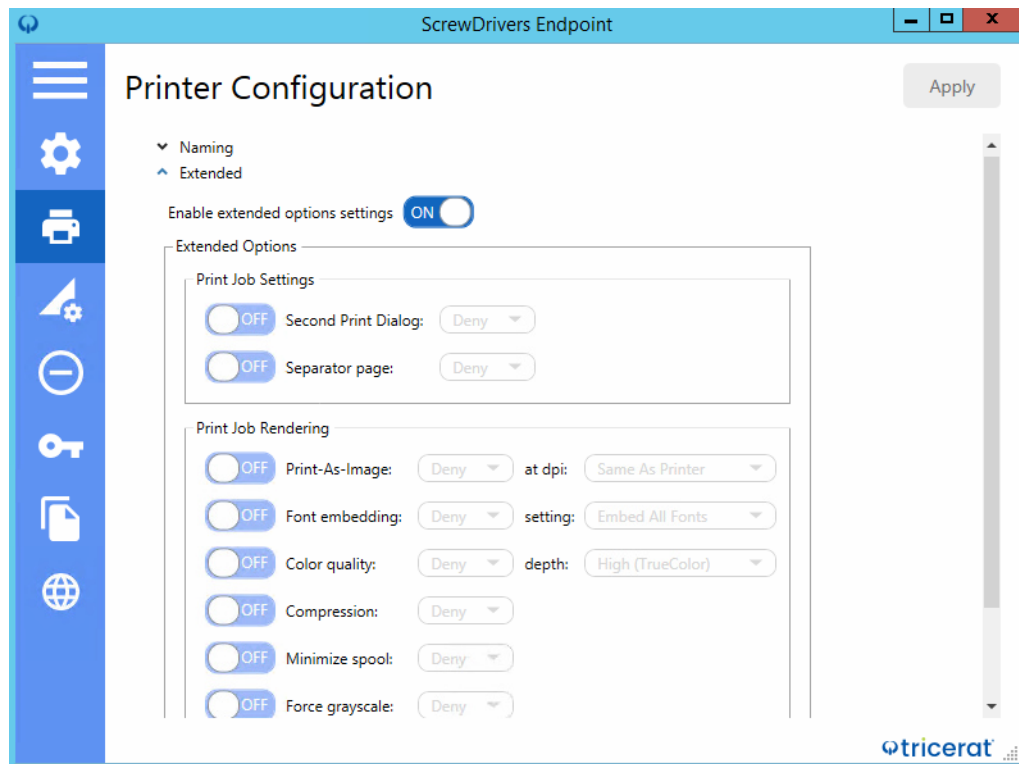 ScrewDrivers Endpoint
Printer Configuration
Apply
Naming
Extended
Enable extended options settings ON
Extended Options
Print Job Settings
OFF Second Print Dialog: Deny
OFF Separator page: Deny
Print Job Rendering
OFF Print-As-Image: Deny at dpi: Same As Printer
OFF Font embedding: Deny setting: Embed All Fonts
OFF Color quality: Deny depth: High (TrueColor)
OFF Compression: Deny
OFF Minimize spool: Deny
OFF Force grayscale: Deny
tricerat